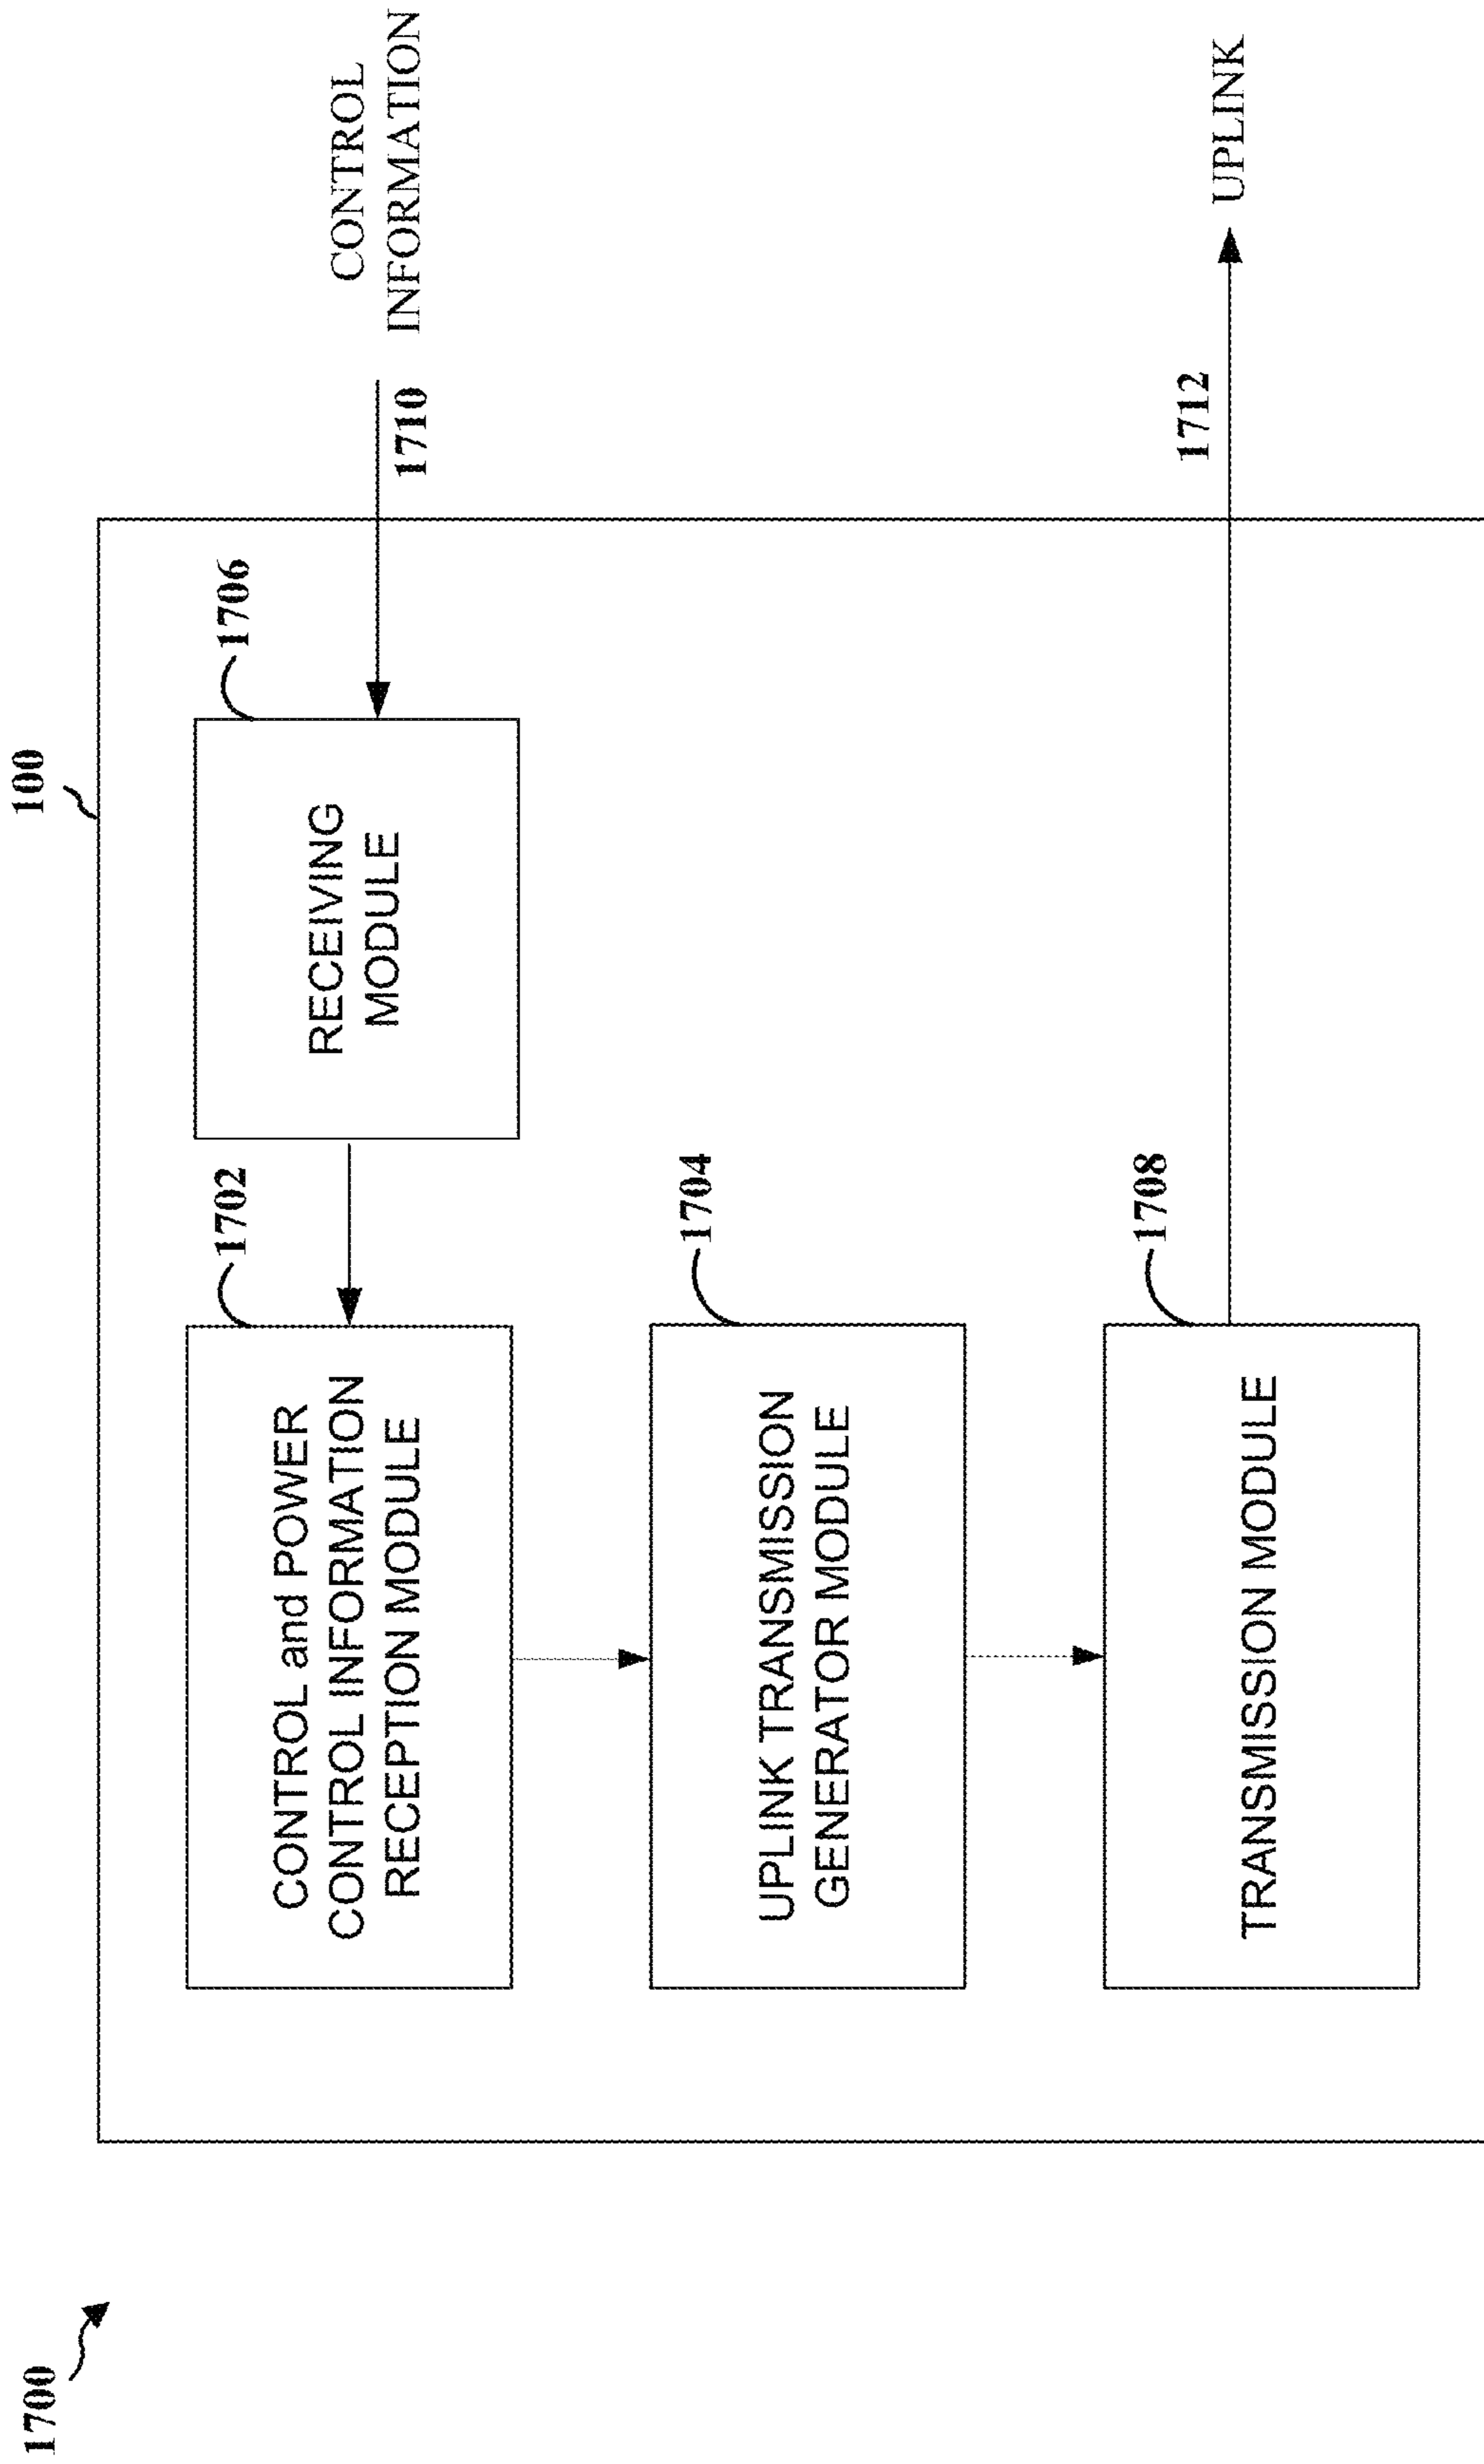 1700
100
1702
CONTROL and POWER
CONTROL INFORMATION
RECEPTION MODULE
1706
RECEIVING
MODULE
1710
CONTROL
INFORMATION
1704
UPLINK TRANSMISSION
GENERATOR MODULE
1708
TRANSMISSION MODULE
1712
UPLINK